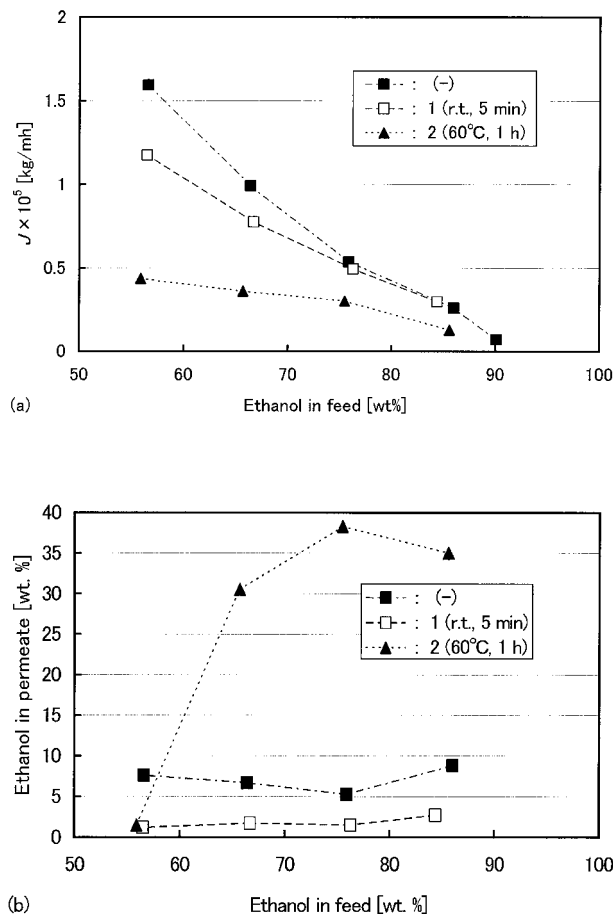 2
1.5
1
0.5
0
J × 10⁵ [kg/mh]
■ : (-)
□ : 1 (r.t., 5 min)
▲ : 2 (60°C, 1 h)
50 60 70 80 90 100
(a)
Ethanol in feed [wt%]
40
35
30
25
20
15
10
5
0
Ethanol in permeate [wt. %]
■ : (-)
□ : 1 (r.t., 5 min)
▲ : 2 (60°C, 1 h)
50 60 70 80 90 100
(b)
Ethanol in feed [wt. %]